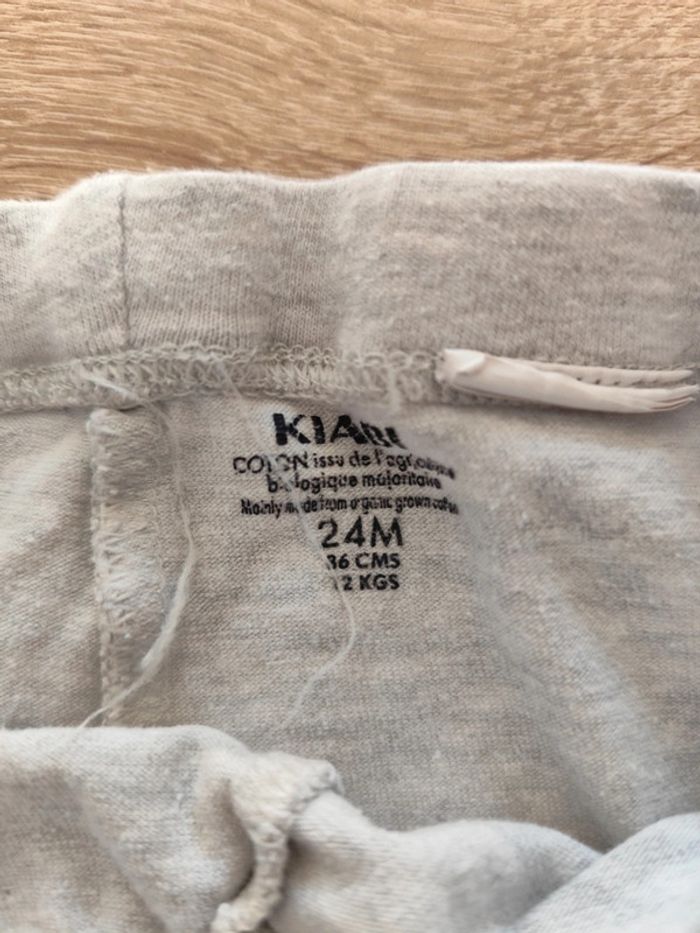 KIABI
COTON issu de l'agriculture
biologique majoritaire
Mainly made from organic grown cotton
24M
86 CMS
12 KGS